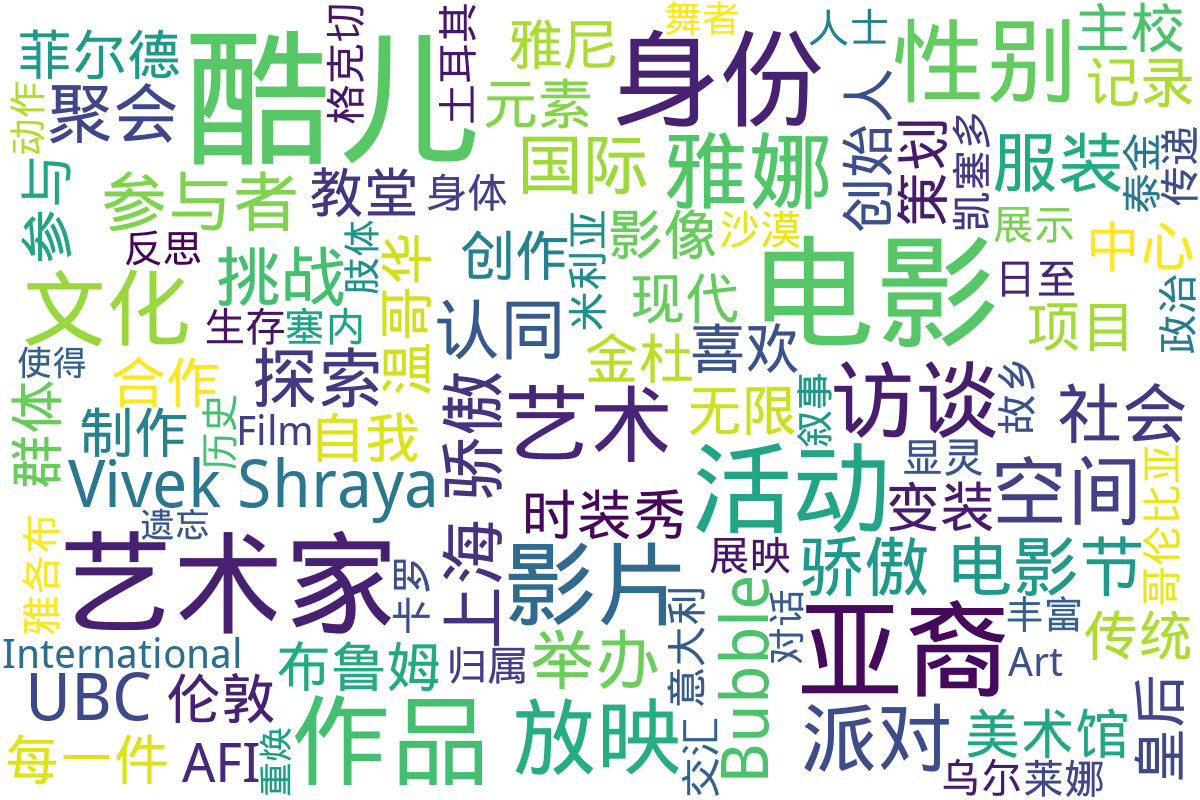 酷儿
身份
性别
舞者
人士
主校
菲尔德
格克切
土耳其
雅尼
元素
记录
聚会
动作
创始人
策划
凯塞多
服装
泰金
传递
参与
参与者
教堂
身体
国际
雅娜
反思
挑战
肢体
温哥华
创作
米利亚
影像
沙漠
电影
展示
中心
日至
文化
生存
塞内
认同
现代
项目
政治
使得
合作
探索
金杜
喜欢
群体
制作
历史
Film
自我
骄傲
艺术
无限
叙事
访谈
故乡
社会
Vivek Shraya
上海骄傲
时装秀
活动
显灵
变装
空间
哥伦比亚
遗忘
艺术家
雅各布
卡罗
影片
展映
骄傲 电影节
International
UBC
伦敦
布鲁姆
归属
举办
意大利
Bubble
对话
亚裔
丰富
Art
传统
每一件
AFI
重焕
作品
放映
交汇
派对
美术馆
乌尔
莱娜
皇后